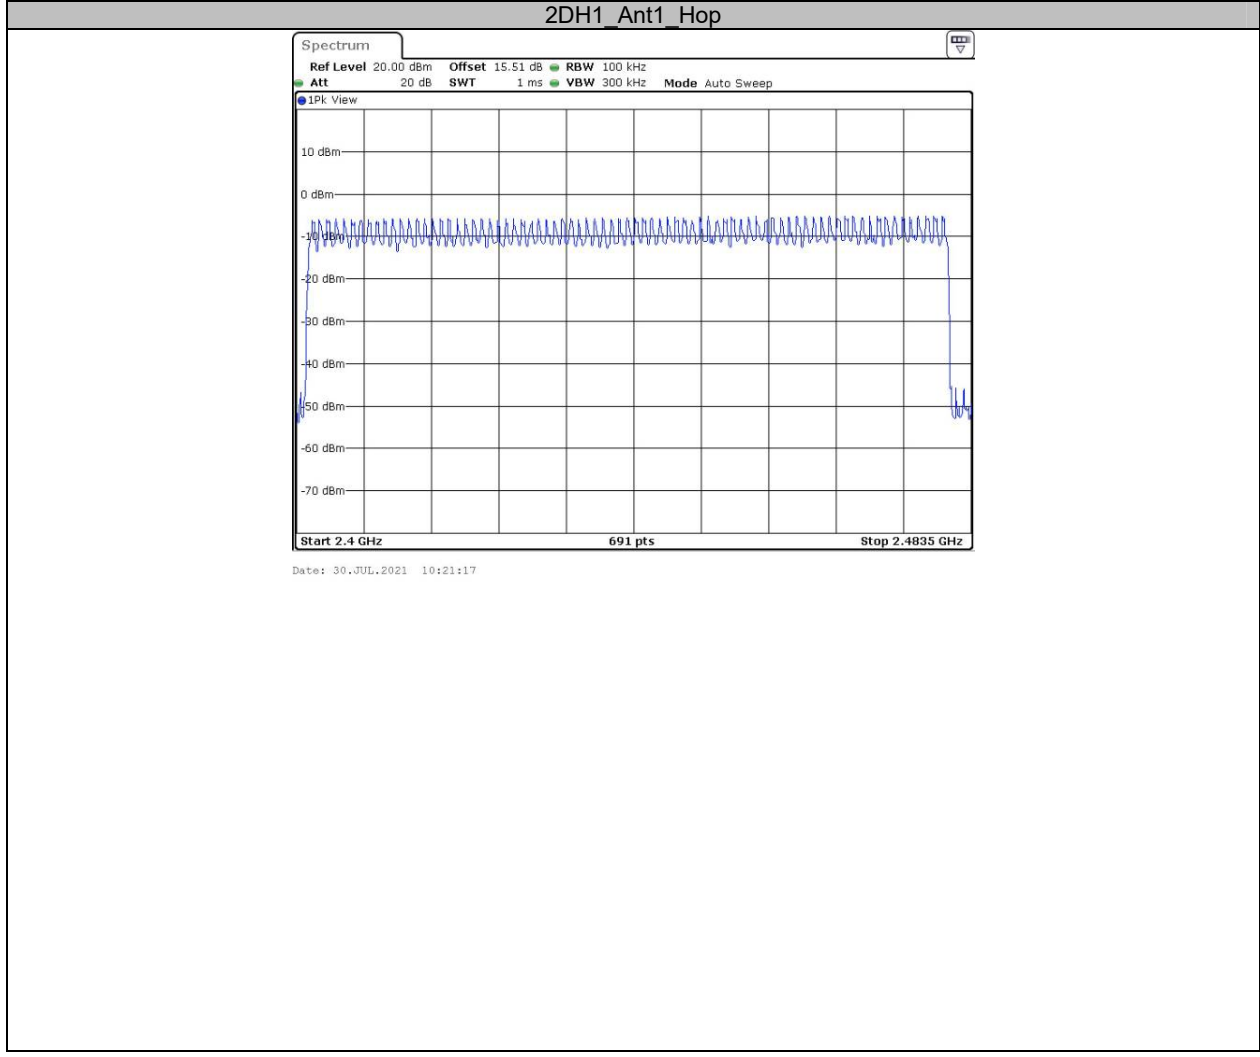 2DH1_Ant1_Hop
Spectrum
Ref Level 20.00 dBm Offset 15.51 dB RBW 100 kHz
Att 20 dB SWT 1 ms VBW 300 kHz Mode Auto Sweep
1Pk View
10 dBm
0 dBm
-10 dBm
-20 dBm
-30 dBm
-40 dBm
-50 dBm
-60 dBm
-70 dBm
Start 2.4 GHz 691 pts Stop 2.4835 GHz
Date: 30.JUL.2021 10:21:17